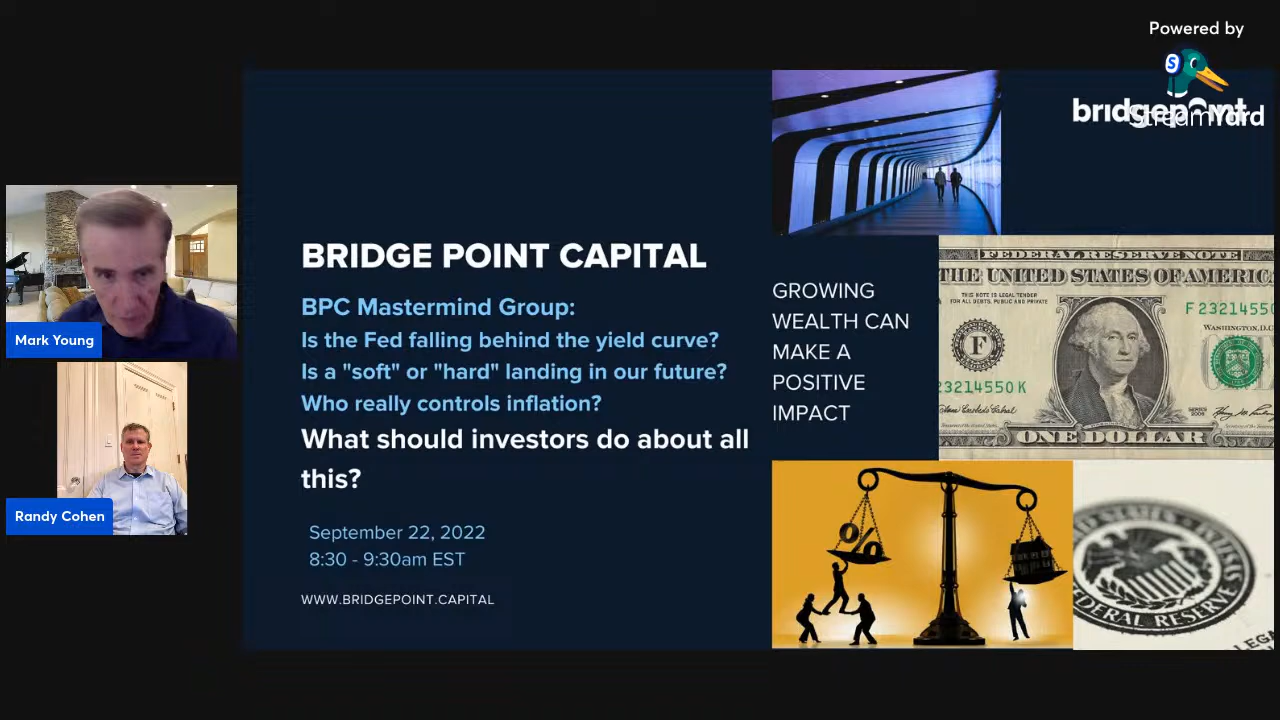 Powered by
StreamYard
bridgepoint
Mark Young
Randy Cohen
BRIDGE POINT CAPITAL
BPC Mastermind Group:
Is the Fed falling behind the yield curve?
Is a "soft" or "hard" landing in our future?
Who really controls inflation?
What should investors do about all
this?
September 22, 2022
8:30 - 9:30am EST
WWW.BRIDGEPOINT.CAPITAL
GROWING
WEALTH CAN
MAKE A
POSITIVE
IMPACT
FEDERAL RESERVE NOTE
THE UNITED STATES OF AMERIC
THIS NOTE IS LEGAL TENDER
FOR ALL DEBTS, PUBLIC AND PRIVATE
F 23214550
WASHINGTON, D.C.
F
23214550 K
SERIES
ONE DOLLAR
%
FEDERAL RESERVE
LEGA